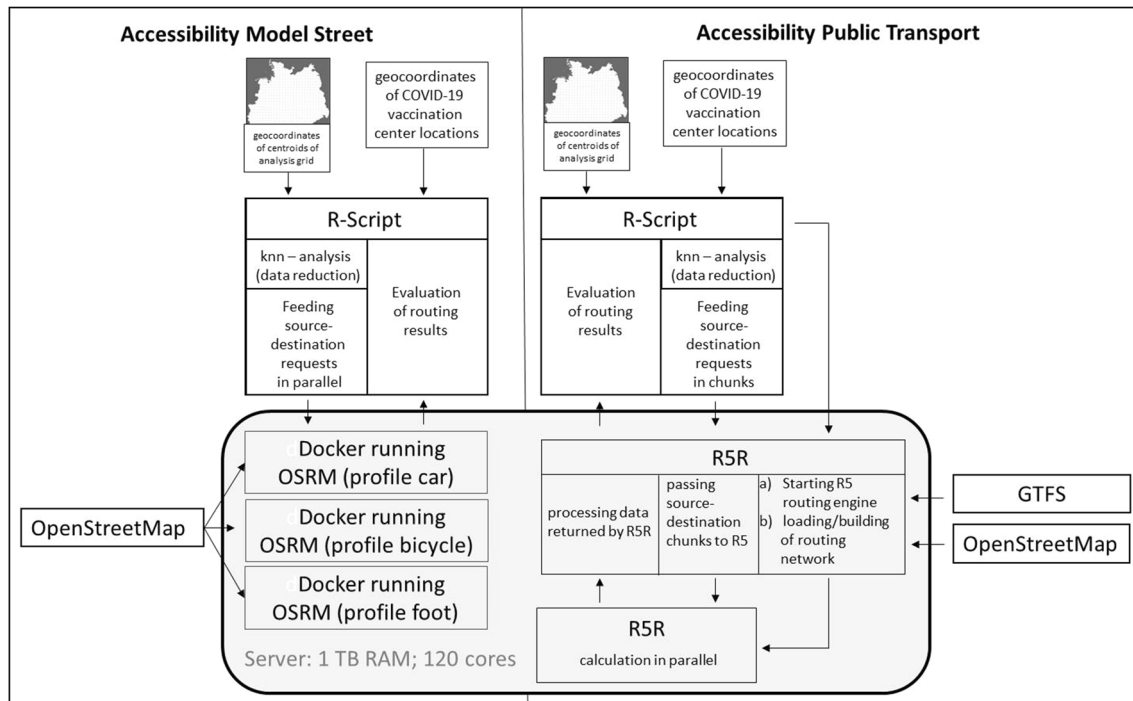 Accessibility Model Street
geocoordinates
of centroids of
analysis grid
geocoordinates
of COVID-19
vaccination
center locations
R-Script
knn – analysis
(data reduction)
Feeding
source-
destination
requests
in parallel
Evaluation
of routing
results
OpenStreetMap
Docker running
OSRM (profile car)
Docker running
OSRM (profile bicycle)
Docker running
OSRM (profile foot)
Server: 1 TB RAM; 120 cores
Accessibility Public Transport
geocoordinates
of centroids of
analysis grid
geocoordinates
of COVID-19
vaccination
center locations
R-Script
Evaluation
of routing
results
knn – analysis
(data reduction)
Feeding
source-
destination
requests
in chunks
R5R
processing data
returned by R5R
passing
source-
destination
chunks to R5
a) Starting R5
routing engine
b) loading/building
of routing
network
GTFS
OpenStreetMap
R5R
calculation in parallel